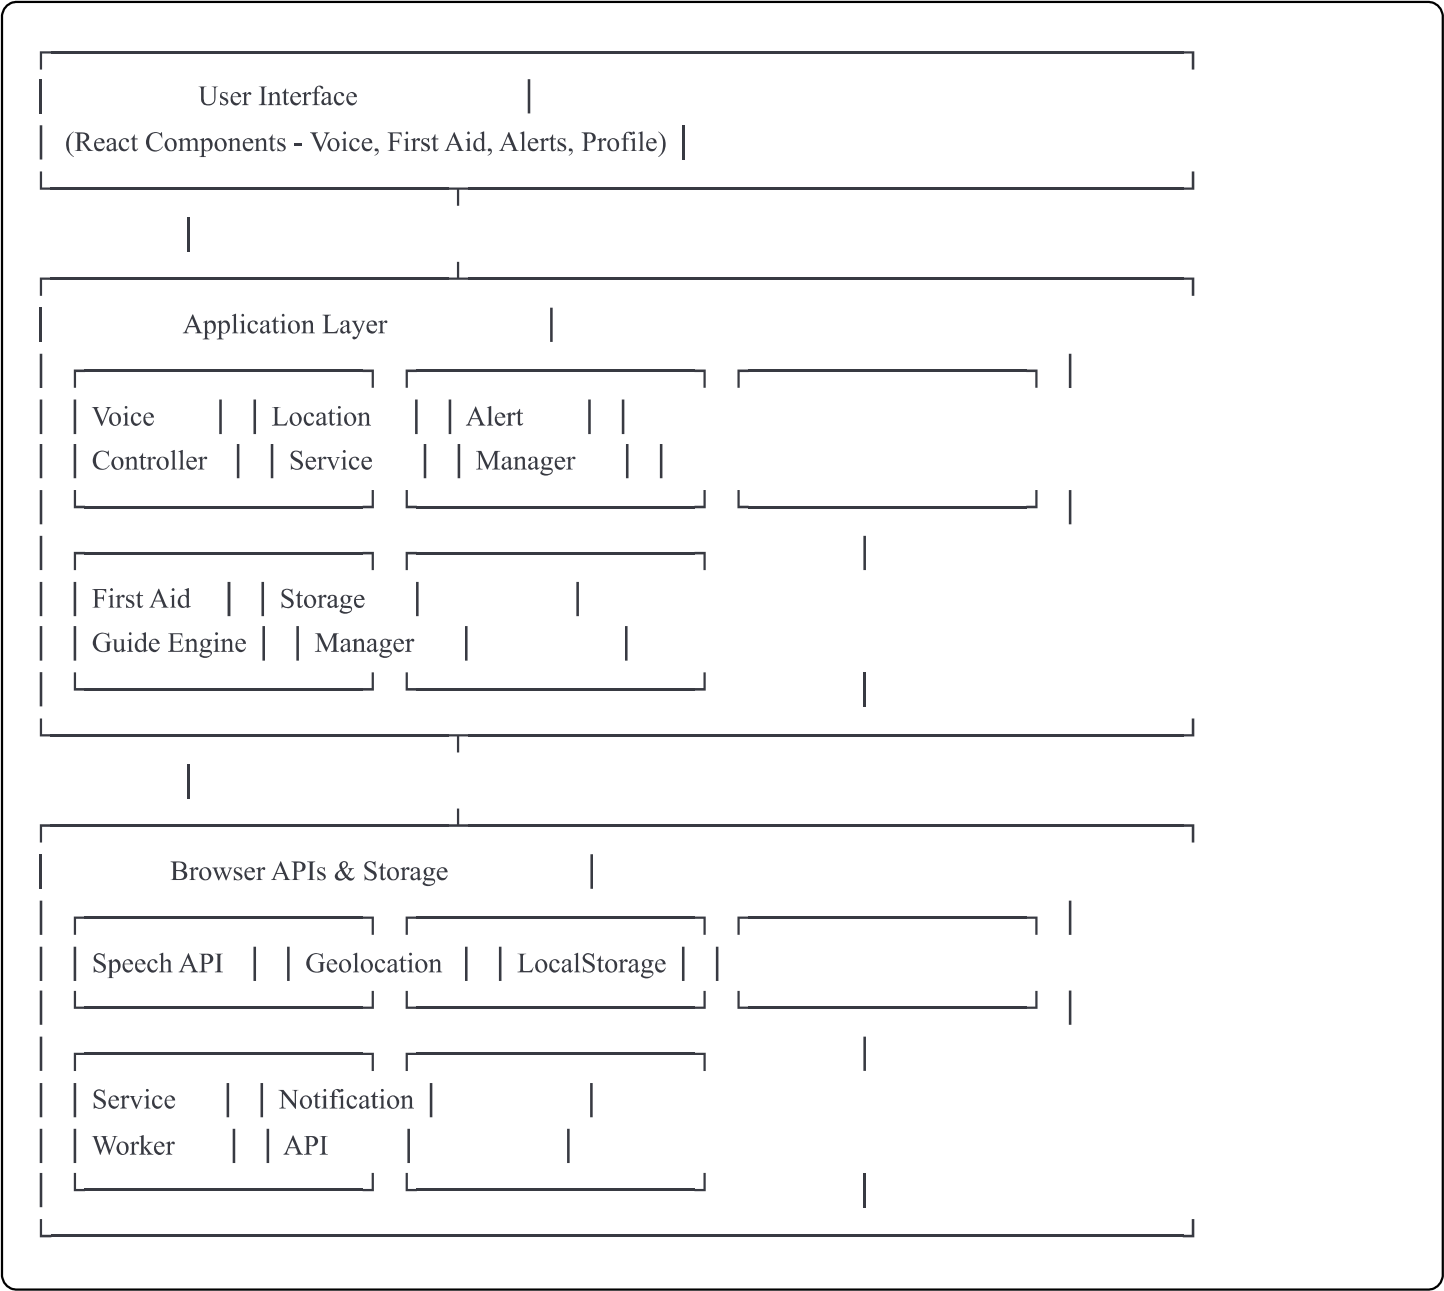 User Interface
(React Components - Voice, First Aid, Alerts, Profile)
Application Layer
Voice Location Alert
Controller Service Manager
First Aid Storage
Guide Engine Manager
Browser APIs & Storage
Speech API Geolocation LocalStorage
Service Notification
Worker API